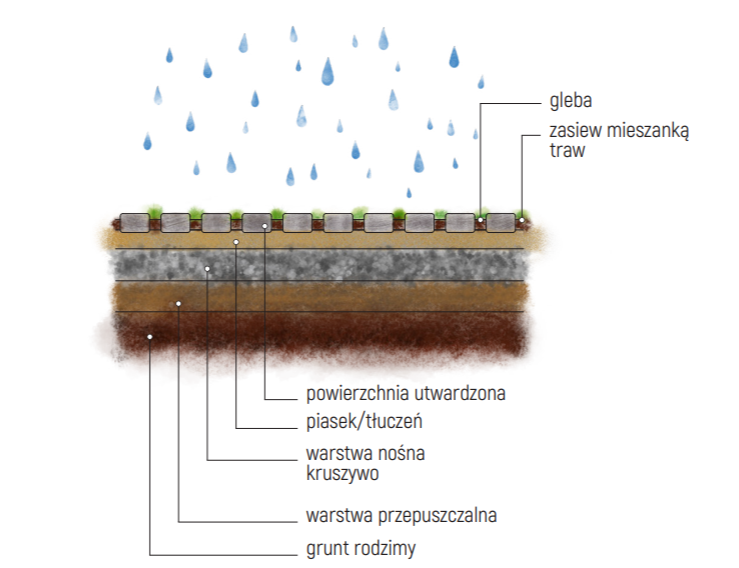 gleba
zasiew mieszanką
traw
powierzchnia utwardzona
piasek/tłuczeń
warstwa nośna
kruszywo
warstwa przepuszczalna
grunt rodzimy